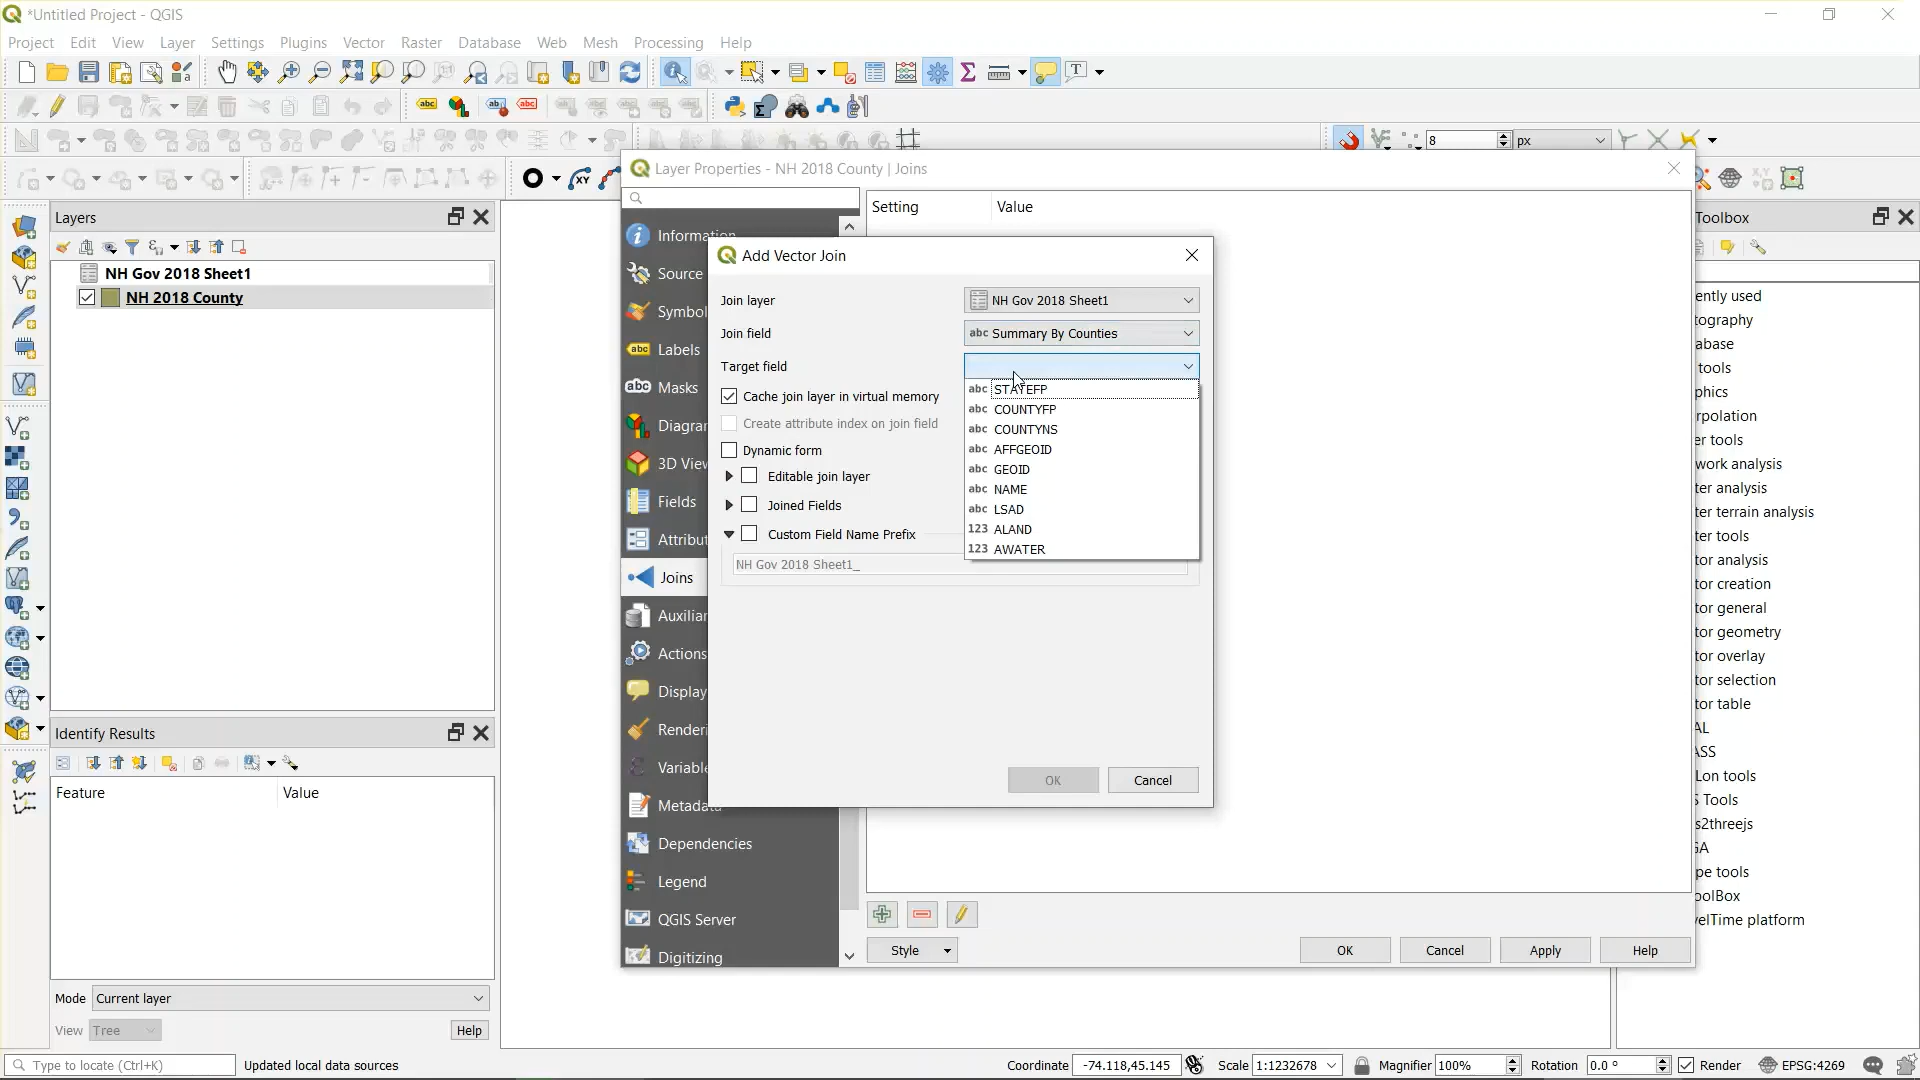 *Untitled Project - QGIS
Project Edit View Layer Settings Plugins Vector Raster Database Web Mesh Processing Help
8 px
Layer Properties - NH 2018 County | Joins
Layers
Toolbox
Setting Value
NH Gov 2018 Sheet1
NH 2018 County
Information
Source
Symbol
Labels
abc Masks
Diagrar
3D Viev
Fields
Attribut
Joins
Auxiliar
Actions
Display
Renderi
Variable
Metadata
Dependencies
Legend
QGIS Server
Digitizing
Add Vector Join
Join layer NH Gov 2018 Sheet1
Join field abc Summary By Counties
Target field
Cache join layer in virtual memory
Create attribute index on join field
Dynamic form
Editable join layer
Joined Fields
Custom Field Name Prefix
NH Gov 2018 Sheet1_
abc STATEFP
abc COUNTYFP
abc COUNTYNS
abc AFFGEOID
abc GEOID
abc NAME
abc LSAD
123 ALAND
123 AWATER
OK Cancel
Style OK Cancel Apply Help
ently used
tography
abase
tools
phics
rpolation
er tools
work analysis
ter analysis
ter terrain analysis
ter tools
tor analysis
tor creation
tor general
tor geometry
tor overlay
tor selection
tor table
AL
ASS
Lon tools
S Tools
s2threejs
GA
pe tools
oolBox
velTime platform
Identify Results
Feature Value
Mode Current layer
View Tree Help
Type to locate (Ctrl+K) Updated local data sources Coordinate -74.118,45.145 Scale 1:1232678 Magnifier 100% Rotation 0.0 ° Render EPSG:4269